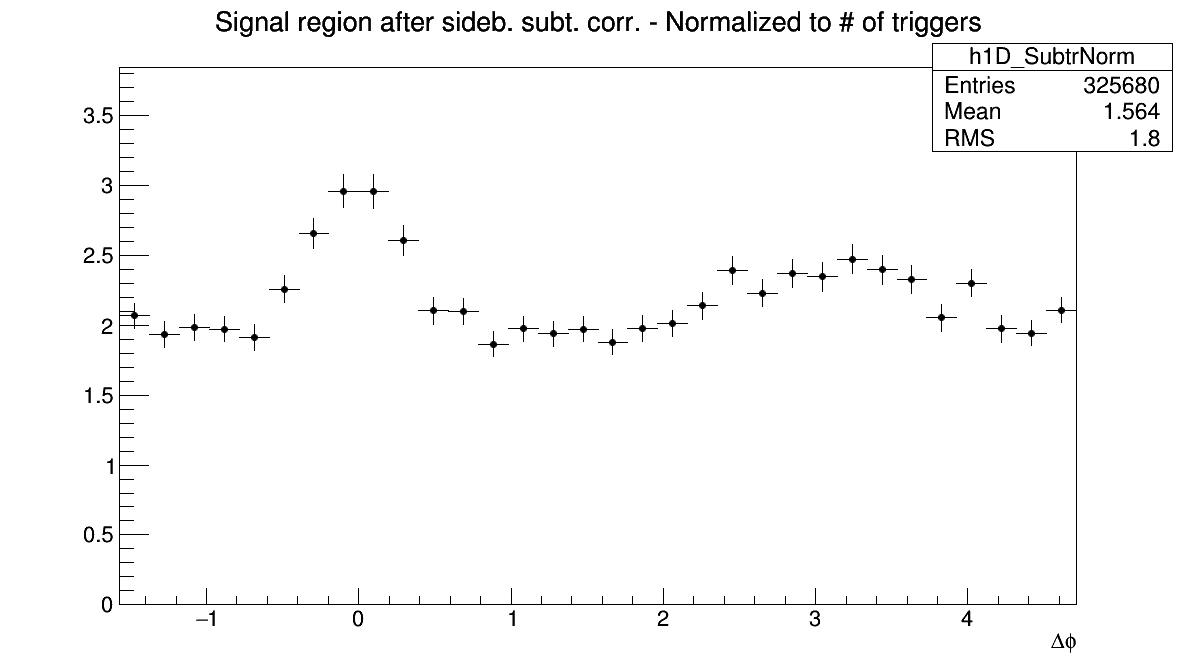 Signal region after sideb. subt. corr. - Normalized to # of triggers
h1D_SubtrNorm
Entries 325680
Mean 1.564
RMS 1.8
3.5
3
2.5
2
1.5
1
0.5
0
−1 0 1 2 3 4
Δϕ